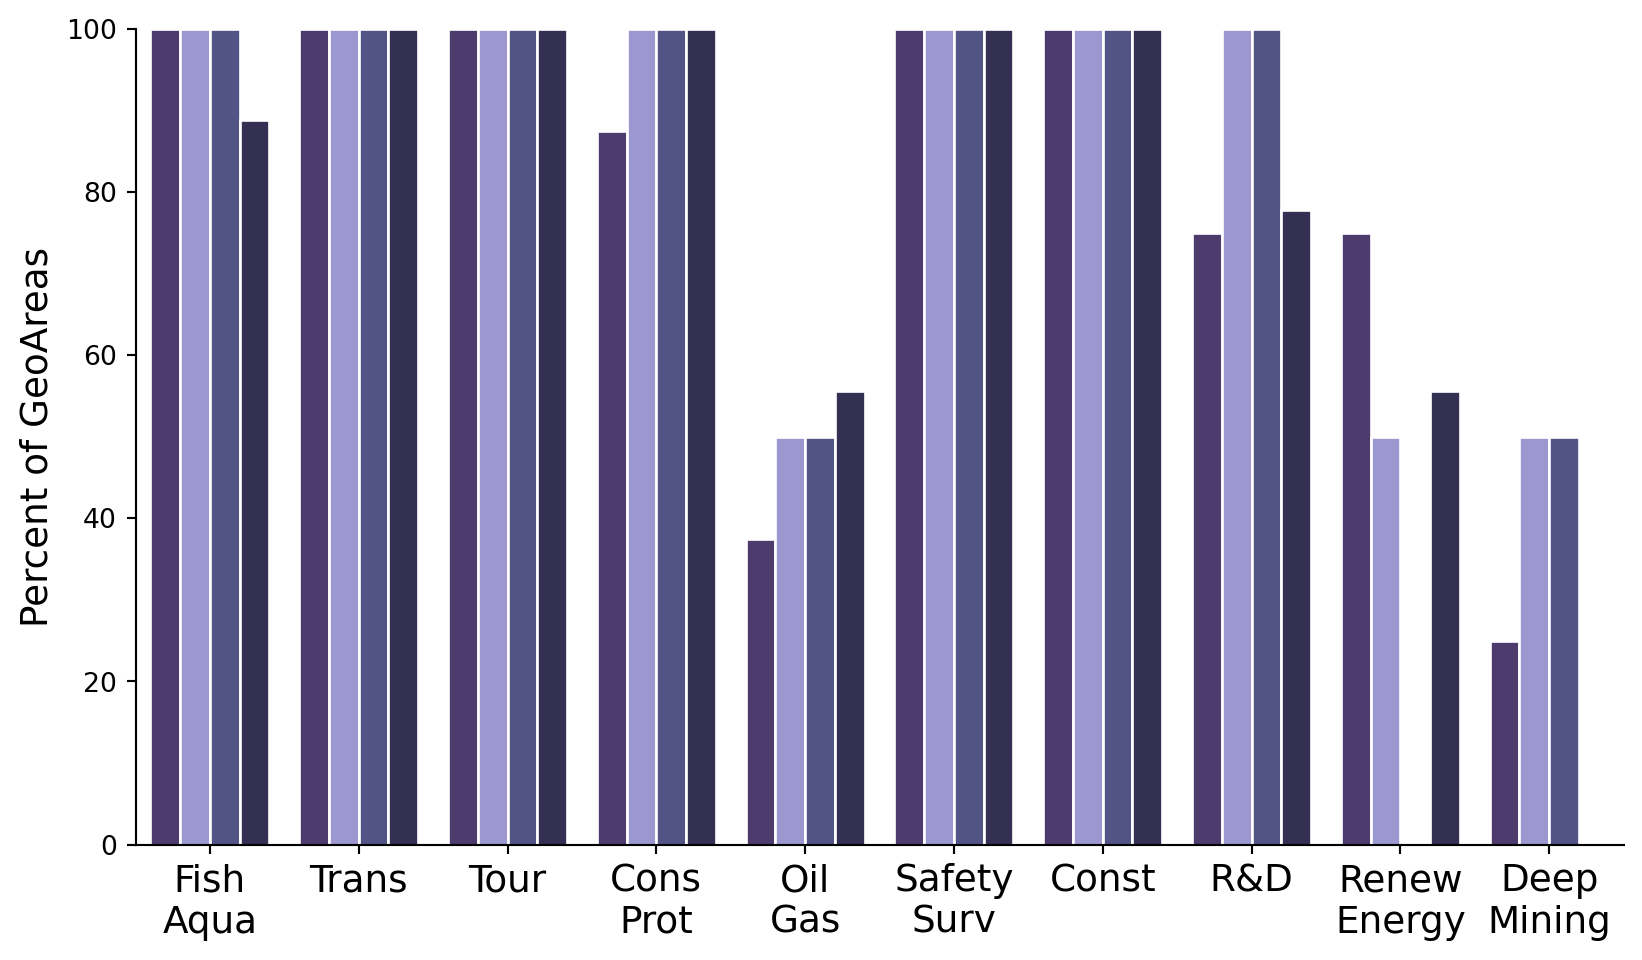 Percent of GeoAreas
100
80
60
40
20
0
Fish
Aqua
Trans
Tour
Cons
Prot
Oil
Gas
Safety
Surv
Const
R&D
Renew
Energy
Deep
Mining